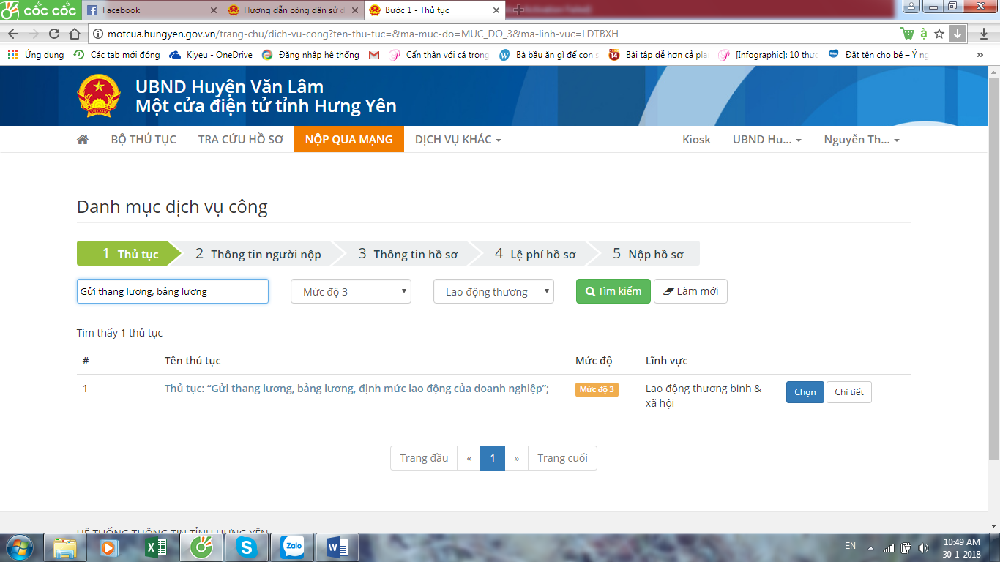 cốc cốc
Facebook
Hướng dẫn công dân sử d
Bước 1 - Thủ tục
motcua.hungyen.gov.vn/trang-chu/dich-vu-cong?ten-thu-tuc=&ma-muc-do=MUC_DO_3&ma-linh-vuc=LDTBXH
Ứng dụng
Các tab mới đóng
Kiyeu - OneDrive
Đăng nhập hệ thống
Cẩn thận với cá trong
Bà bầu ăn gì để con s
Bài tập dễ hơn cả pla
[Infographic]: 10 thực
Đặt tên cho bé – Ý ng
UBND Huyện Văn Lâm
Một cửa điện tử tỉnh Hưng Yên
BỘ THỦ TỤC
TRA CỨU HỒ SƠ
NỘP QUA MẠNG
DỊCH VỤ KHÁC
Kiosk
UBND Hu...
Nguyễn Th...
Danh mục dịch vụ công
1 Thủ tục
2 Thông tin người nộp
3 Thông tin hồ sơ
4 Lệ phí hồ sơ
5 Nộp hồ sơ
Gửi thang lương, bảng lương
Mức độ 3
Lao động thương
Tìm kiếm
Làm mới
Tìm thấy 1 thủ tục
#
Tên thủ tục
Mức độ
Lĩnh vực
1
Thủ tục: “Gửi thang lương, bảng lương, định mức lao động của doanh nghiệp”;
Mức độ 3
Lao động thương binh &
xã hội
Chọn
Chi tiết
Trang đầu
«
1
»
Trang cuối
HỆ THỐNG THÔNG TIN TỈNH HƯNG YÊN
Zalo
EN
10:49 AM
30-1-2018